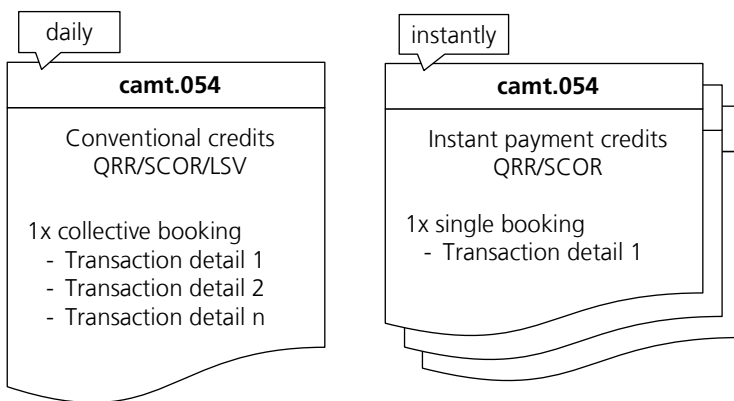 daily
camt.054
Conventional credits
QRR/SCOR/LSV
1x collective booking
- Transaction detail 1
- Transaction detail 2
- Transaction detail n
instantly
camt.054
Instant payment credits
QRR/SCOR
1x single booking
- Transaction detail 1